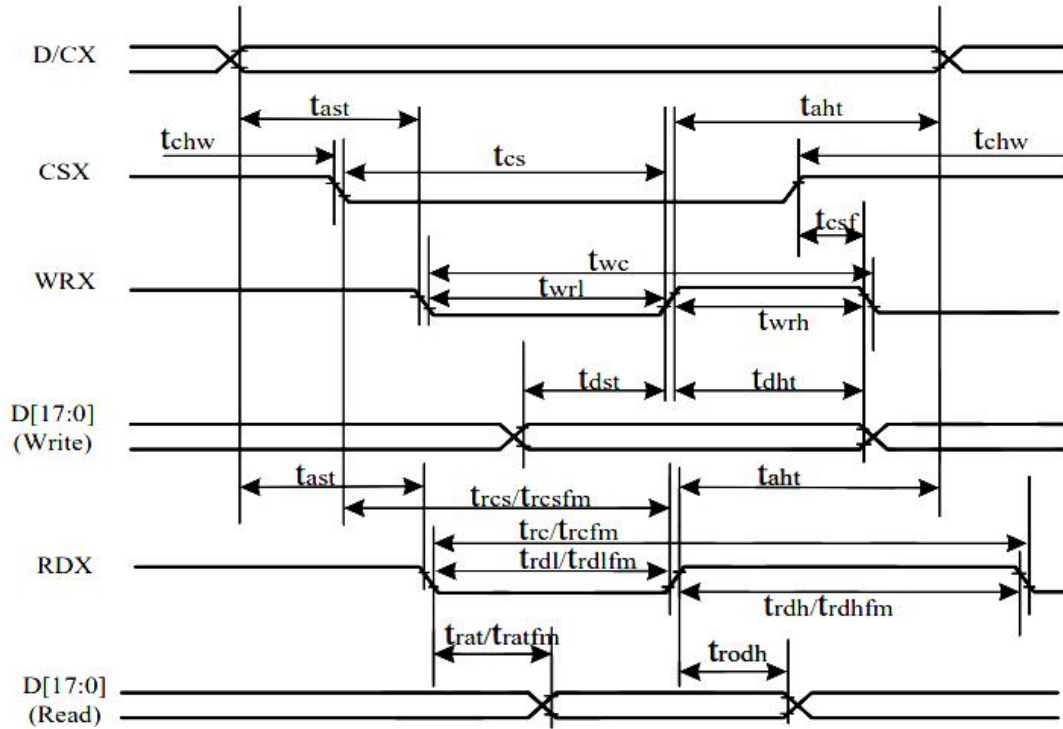 D/CX
tast
taht
tchw
tchw
CSX
tcs
tcsf
WRX
twc
twrl
twrh
tdst
tdht
D[17:0]
(Write)
tast
taht
trcs/trcsfm
trc/trcfm
RDX
trdl/trdlfm
trdh/trdhfm
trat/tratfm
trodh
D[17:0]
(Read)